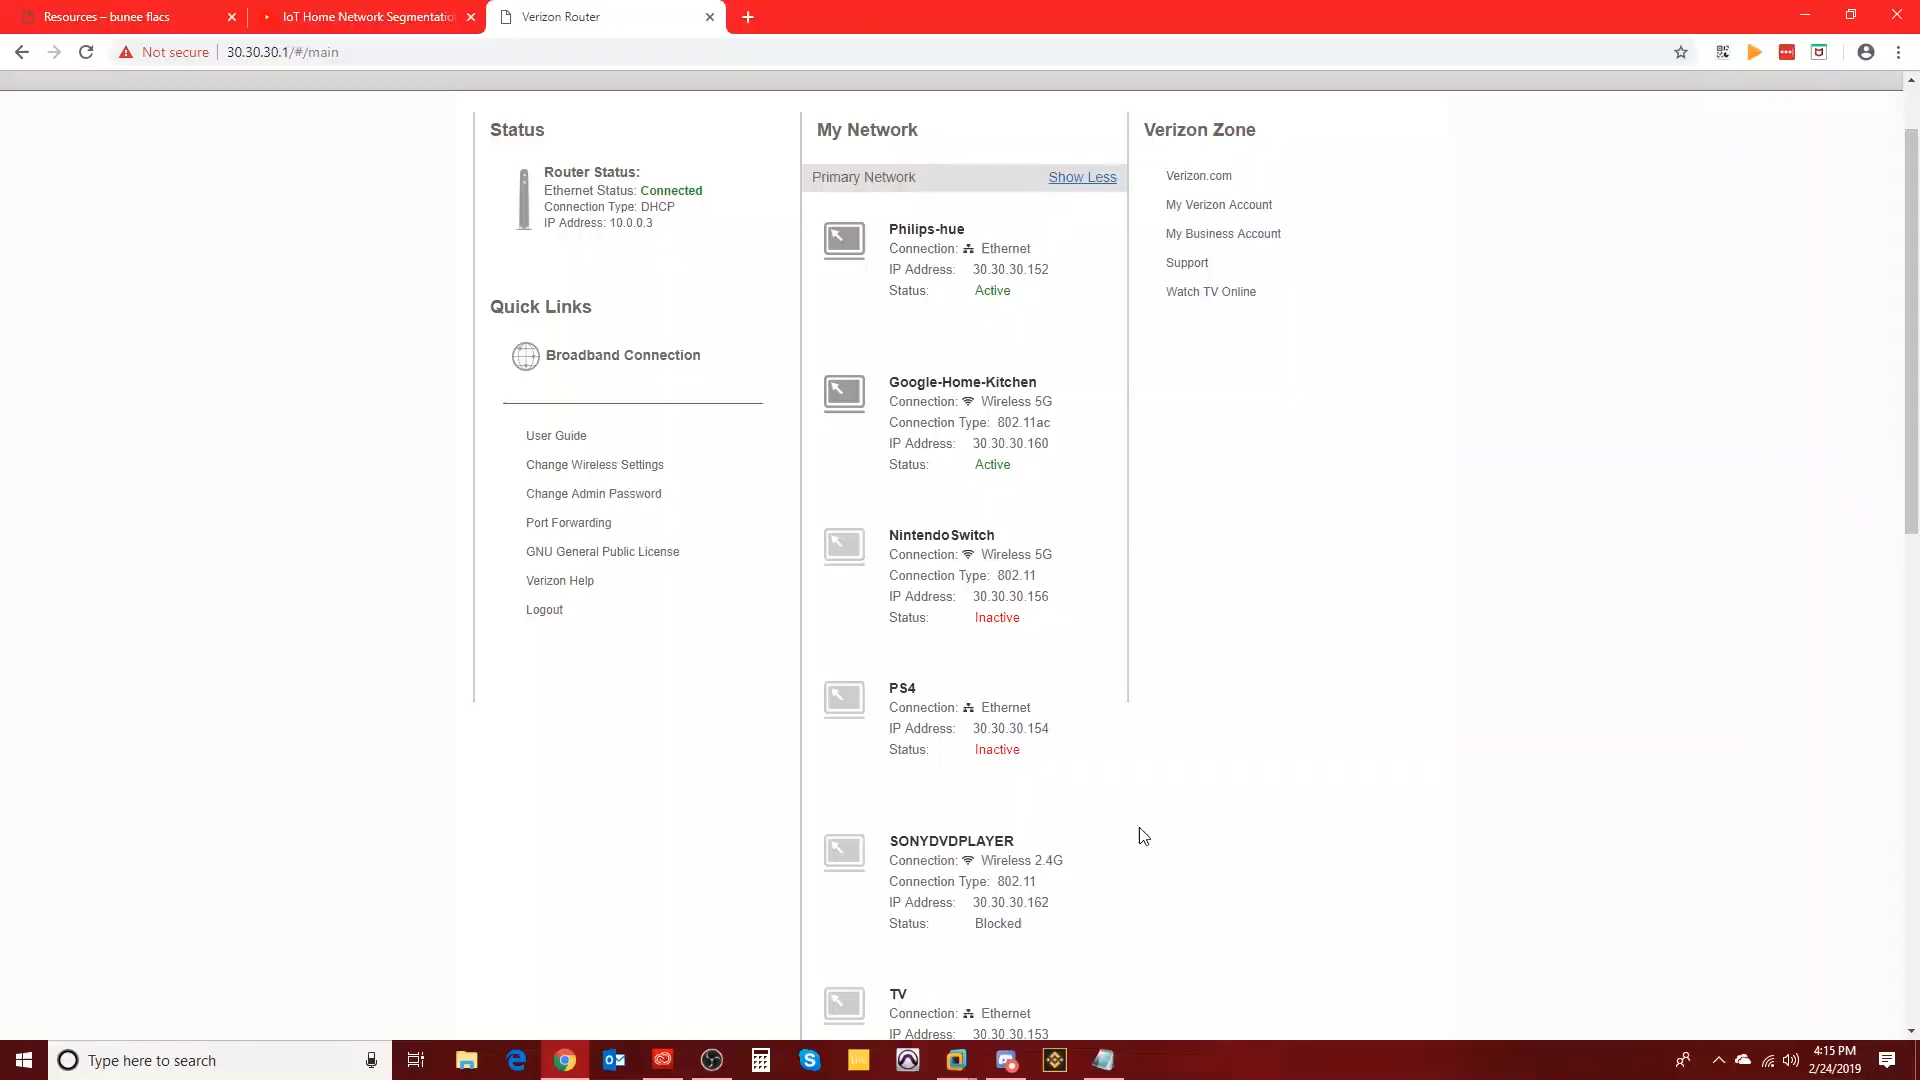 Resources – bunee flacs
IoT Home Network Segmentatio
Verizon Router
Not secure
30.30.30.1/#/main
Status
Router Status:
Ethernet Status: Connected
Connection Type: DHCP
IP Address: 10.0.0.3
Quick Links
Broadband Connection
User Guide
Change Wireless Settings
Change Admin Password
Port Forwarding
GNU General Public License
Verizon Help
Logout
My Network
Primary Network Show Less
Philips-hue
Connection: Ethernet
IP Address: 30.30.30.152
Status: Active
Google-Home-Kitchen
Connection: Wireless 5G
Connection Type: 802.11ac
IP Address: 30.30.30.160
Status: Active
NintendoSwitch
Connection: Wireless 5G
Connection Type: 802.11
IP Address: 30.30.30.156
Status: Inactive
PS4
Connection: Ethernet
IP Address: 30.30.30.154
Status: Inactive
SONYDVDPLAYER
Connection: Wireless 2.4G
Connection Type: 802.11
IP Address: 30.30.30.162
Status: Blocked
TV
Connection: Ethernet
IP Address: 30.30.30.153
Verizon Zone
Verizon.com
My Verizon Account
My Business Account
Support
Watch TV Online
Type here to search
4:15 PM
2/24/2019